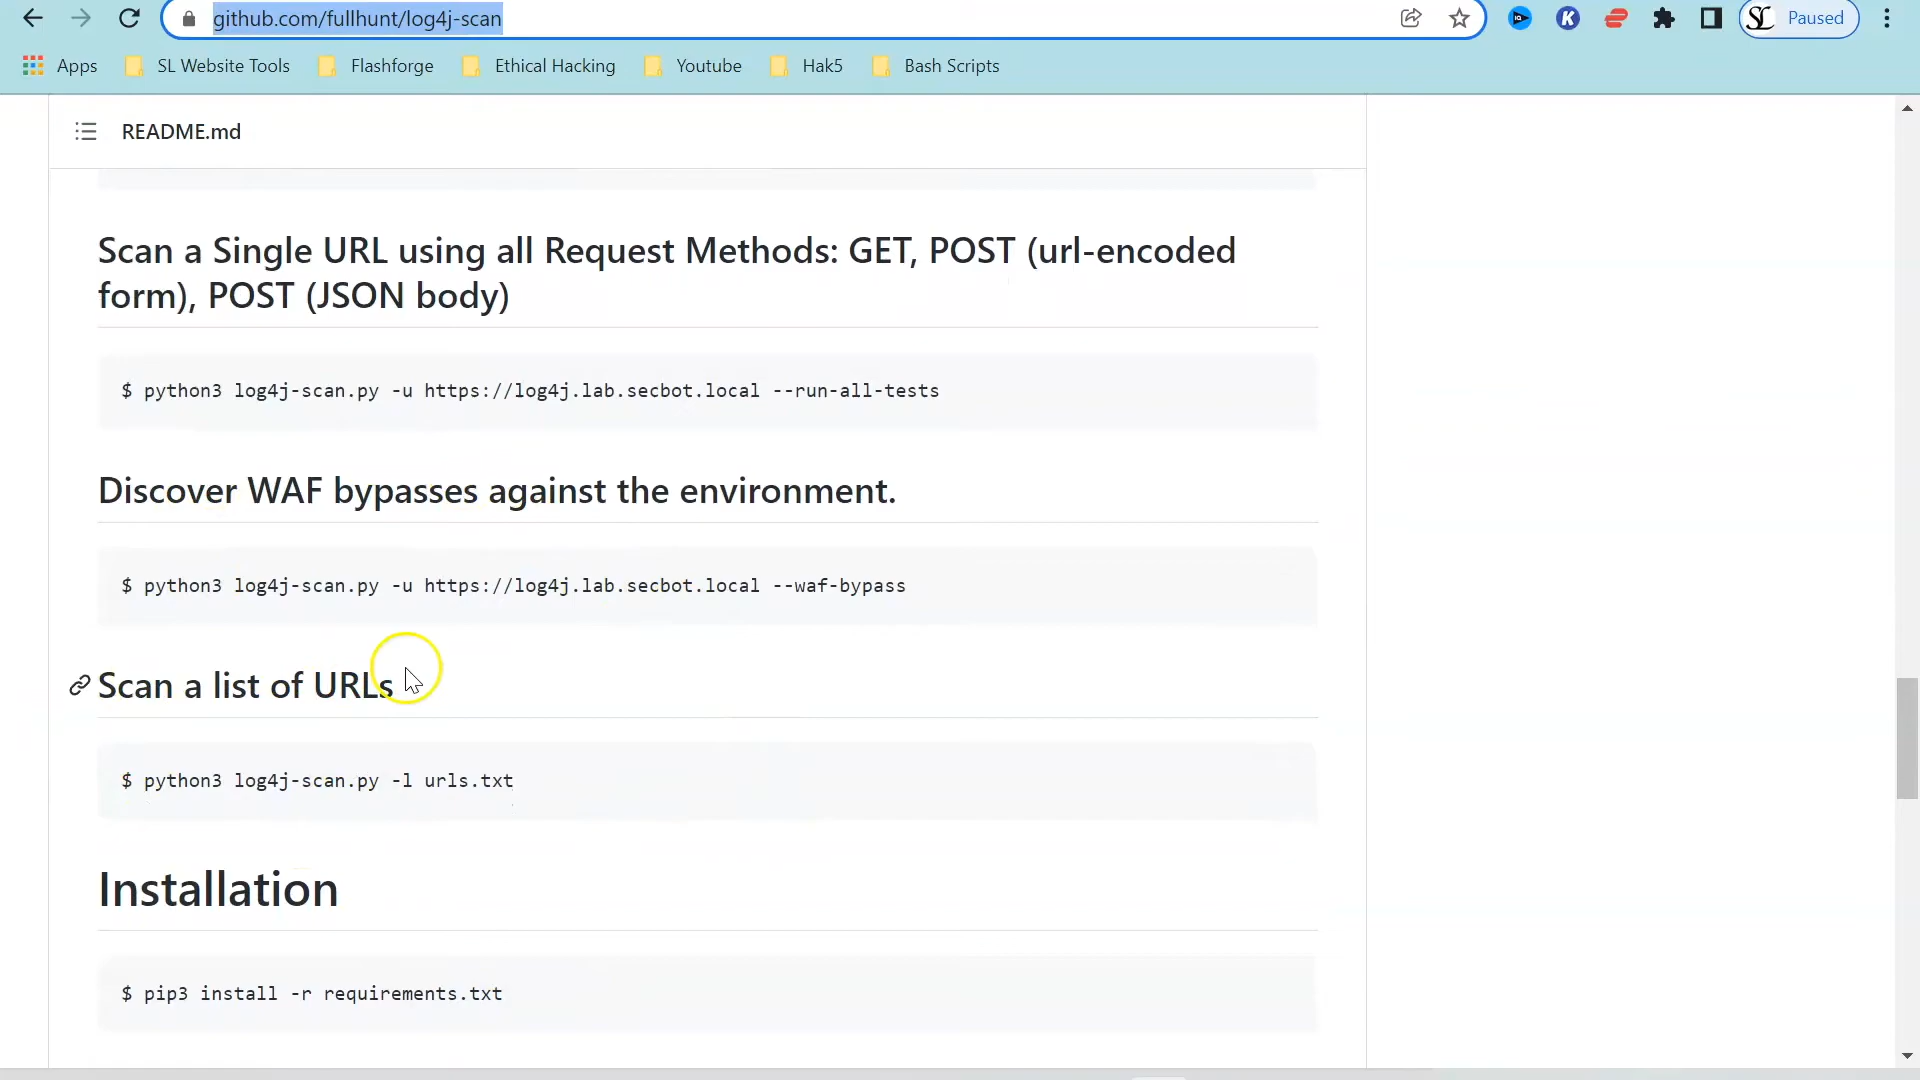 github.com/fullhunt/log4j-scan
Paused
Apps SL Website Tools Flashforge Ethical Hacking Youtube Hak5 Bash Scripts
README.md
Scan a Single URL using all Request Methods: GET, POST (url-encoded
form), POST (JSON body)
$ python3 log4j-scan.py -u https://log4j.lab.secbot.local --run-all-tests
Discover WAF bypasses against the environment.
$ python3 log4j-scan.py -u https://log4j.lab.secbot.local --waf-bypass
Scan a list of URLs
$ python3 log4j-scan.py -l urls.txt
Installation
$ pip3 install -r requirements.txt